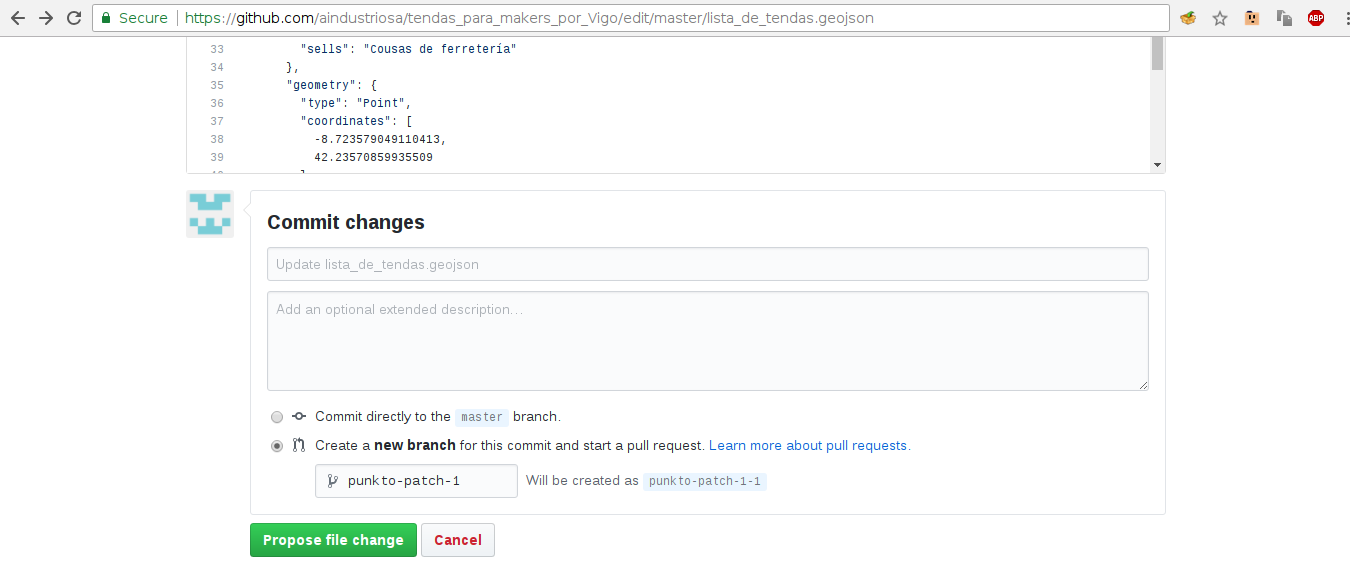 Secure https://github.com/aindustriosa/tendas_para_makers_por_Vigo/edit/master/lista_de_tendas.geojson
ABP
33 "sells": "Cousas de ferretería"
34 },
35 "geometry": {
36 "type": "Point",
37 "coordinates": [
38 -8.723579049110413,
39 42.23570859935509
Commit changes
Update lista_de_tendas.geojson
Add an optional extended description…
Commit directly to the master branch.
Create a new branch for this commit and start a pull request. Learn more about pull requests.
punkto-patch-1 Will be created as punkto-patch-1-1
Propose file change Cancel